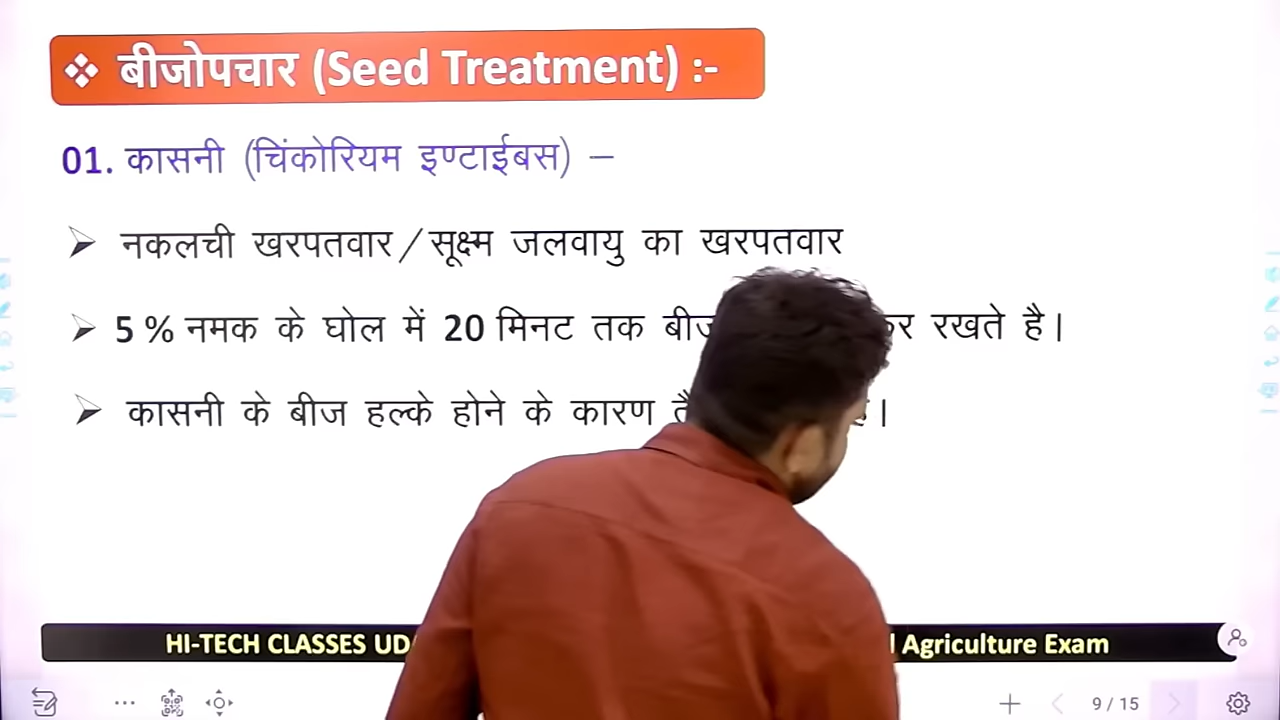 ❖ बीजोपचार (Seed Treatment) :-
01. कासनी (चिंकोरियम इण्टाईबस) –
➢ नकलची खरपतवार/सूक्ष्म जलवायु का खरपतवार
➢ 5 % नमक के घोल में 20 मिनट तक रखते है।
➢ कासनी के बीज हल्के होने के कारण
HI-TECH CLASSES Agriculture Exam
9 / 15